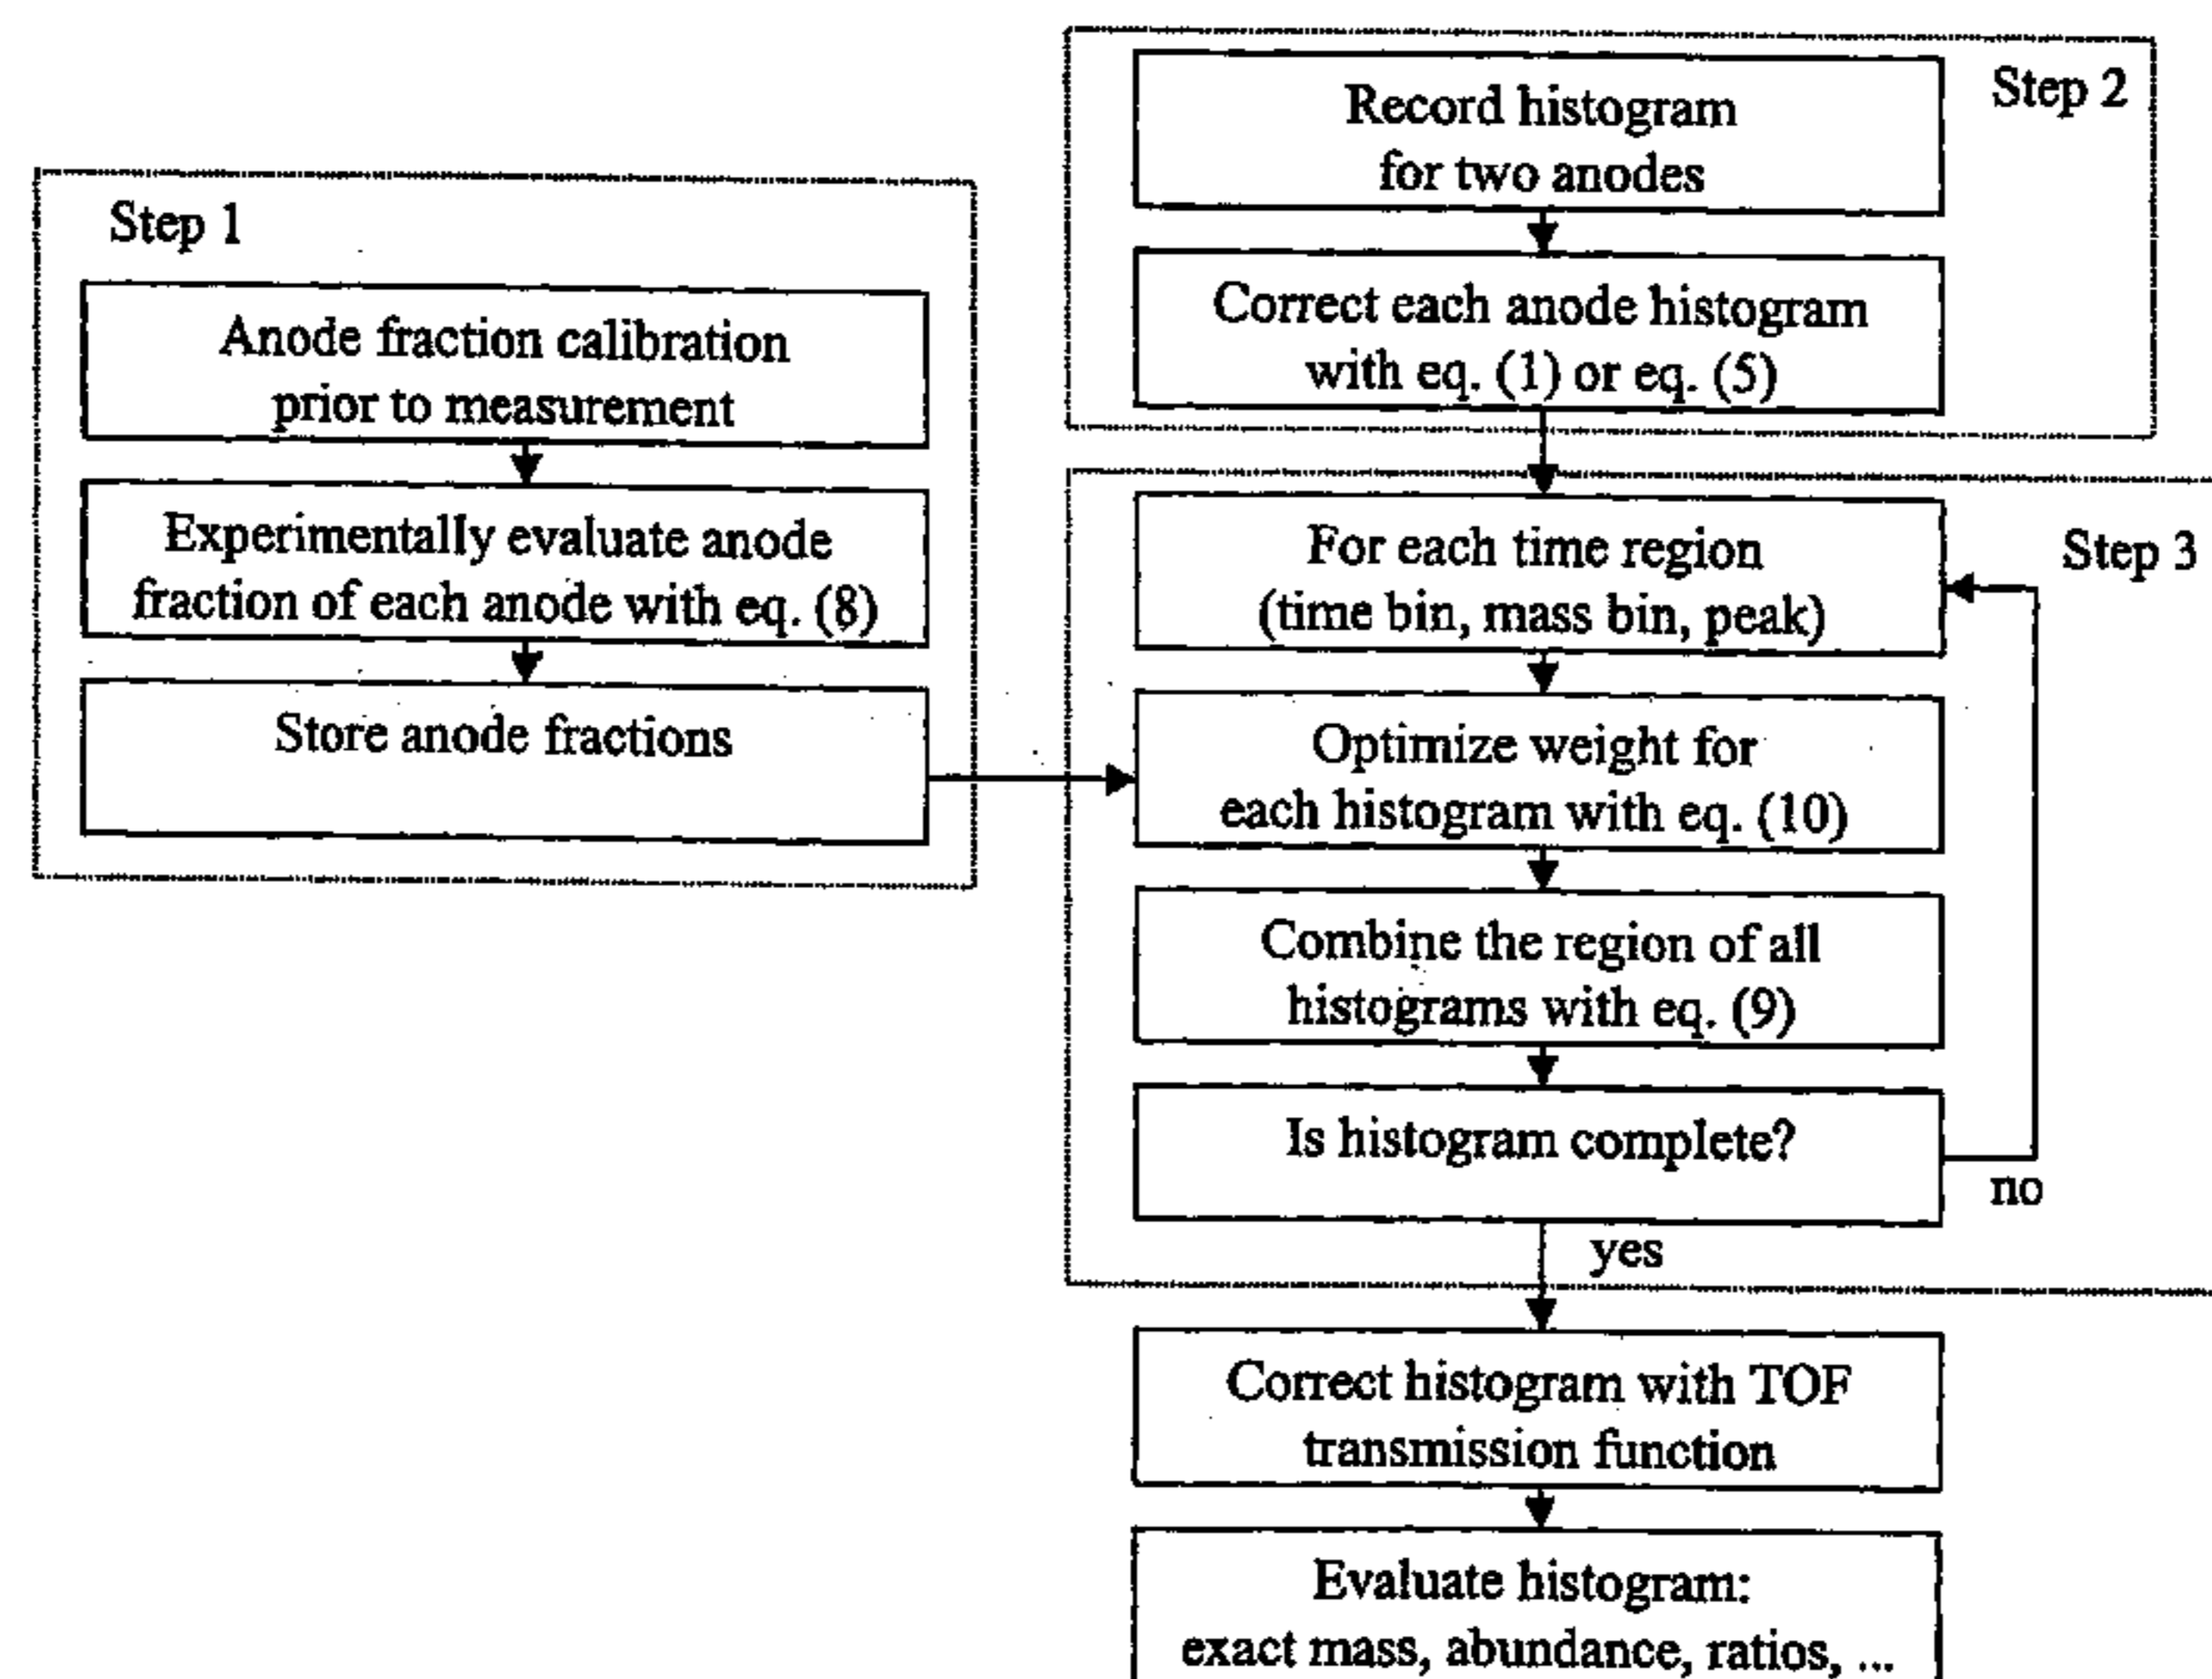 Step 1
Anode fraction calibration
prior to measurement
Experimentally evaluate anode
fraction of each anode with eq. (8)
Store anode fractions
Step 2
Record histogram
for two anodes
Correct each anode histogram
with eq. (1) or eq. (5)
Step 3
For each time region
(time bin, mass bin, peak)
Optimize weight for
each histogram with eq. (10)
Combine the region of all
histograms with eq. (9)
Is histogram complete?
no
yes
Correct histogram with TOF
transmission function
Evaluate histogram:
exact mass, abundance, ratios, ...